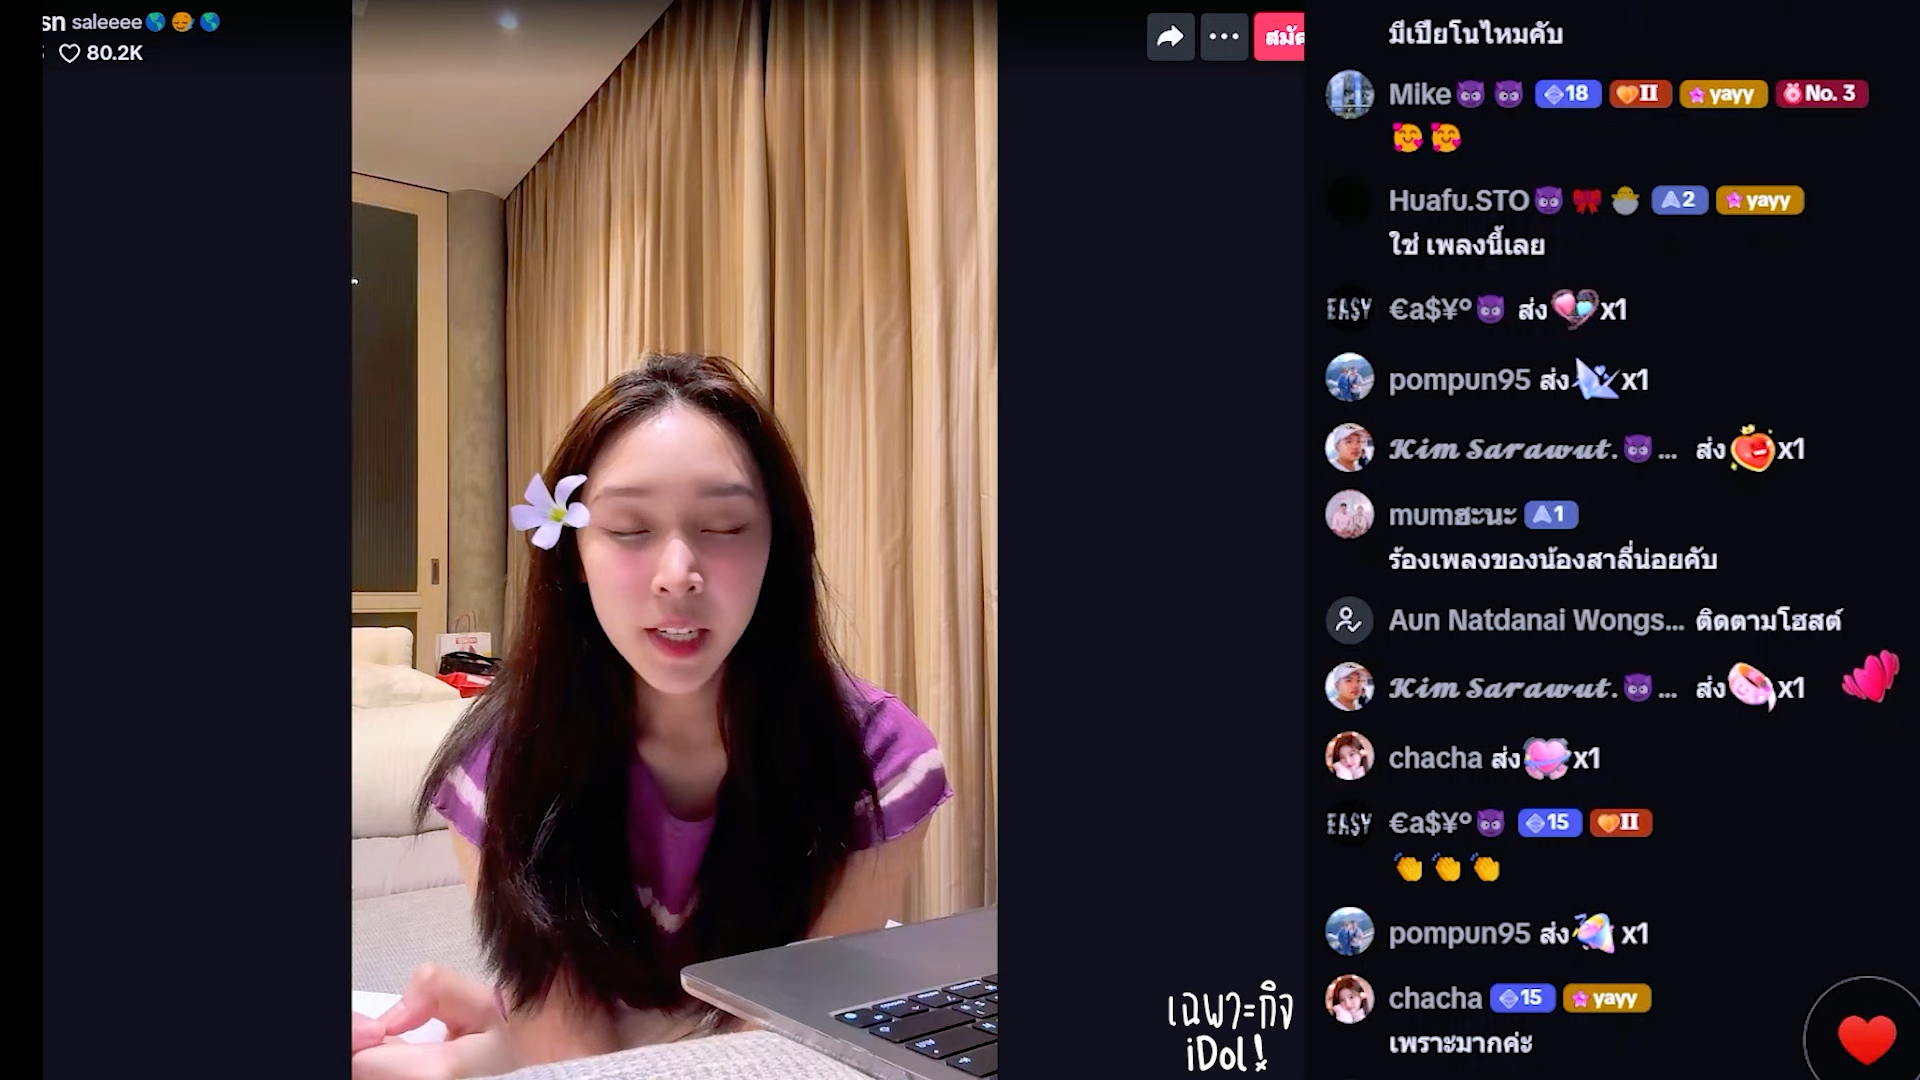 sn saleeee🌎🥴🌎
80.2K
สมัค
มีเปียโนไหมคับ
Mike😈😈 18 II yayy No. 3
🥰🥰
Huafu.STO😈🎀🐣 2 yayy
ใช่ เพลงนี้เลย
EASY €a$¥º😈 ส่ง x1
pompun95 ส่ง x1
𝓚𝓲𝓶 𝓢𝓪𝓻𝓪𝔀𝓾𝓽.😈... ส่ง x1
mumฮะนะ 1
ร้องเพลงของน้องสาลี่น่อยคับ
Aun Natdanai Wongs... ติดตามโฮสต์
𝓚𝓲𝓶 𝓢𝓪𝓻𝓪𝔀𝓾𝓽.😈... ส่ง x1
chacha ส่ง x1
EASY €a$¥º😈 15 II
👏👏👏
pompun95 ส่ง x1
chacha 15 yayy
เพราะมากค่ะ
เฉพาะกิจ
iDol!